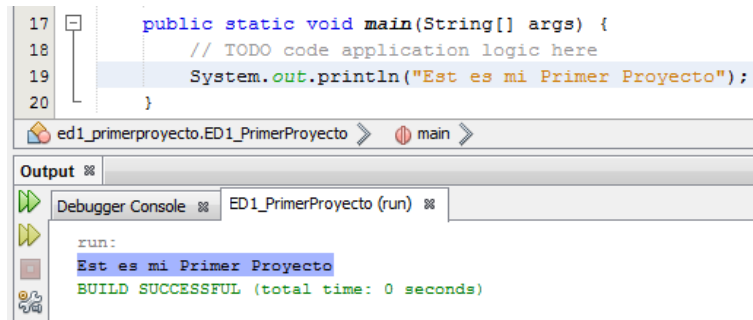 17 public static void main(String[] args) {
18 // TODO code application logic here
19 System.out.println("Est es mi Primer Proyecto");
20 }
ed1_primerproyecto.ED1_PrimerProyecto main
Output
Debugger Console ED1_PrimerProyecto (run)
run:
Est es mi Primer Proyecto
BUILD SUCCESSFUL (total time: 0 seconds)